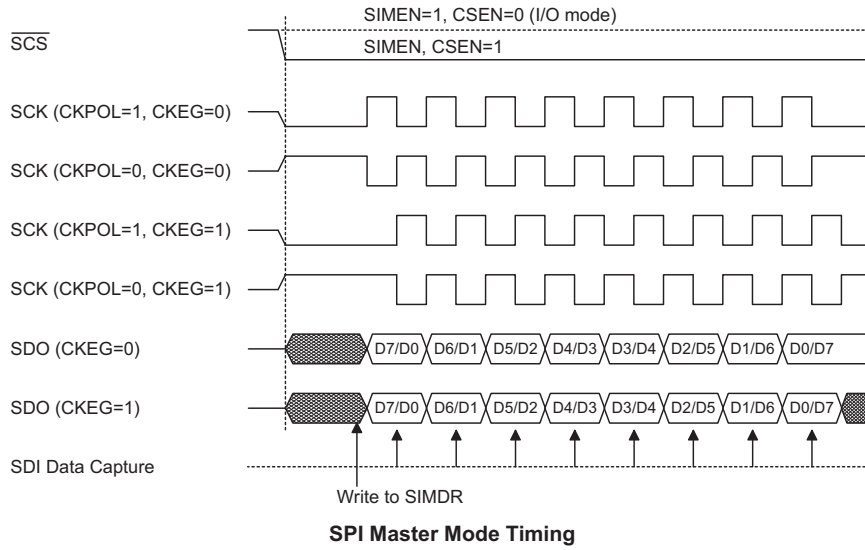 SIMEN=1, CSEN=0 (I/O mode)
SCS
SIMEN, CSEN=1
SCK (CKPOL=1, CKEG=0)
SCK (CKPOL=0, CKEG=0)
SCK (CKPOL=1, CKEG=1)
SCK (CKPOL=0, CKEG=1)
SDO (CKEG=0) D7/D0 D6/D1 D5/D2 D4/D3 D3/D4 D2/D5 D1/D6 D0/D7
SDO (CKEG=1) D7/D0 D6/D1 D5/D2 D4/D3 D3/D4 D2/D5 D1/D6 D0/D7
SDI Data Capture
Write to SIMDR
SPI Master Mode Timing